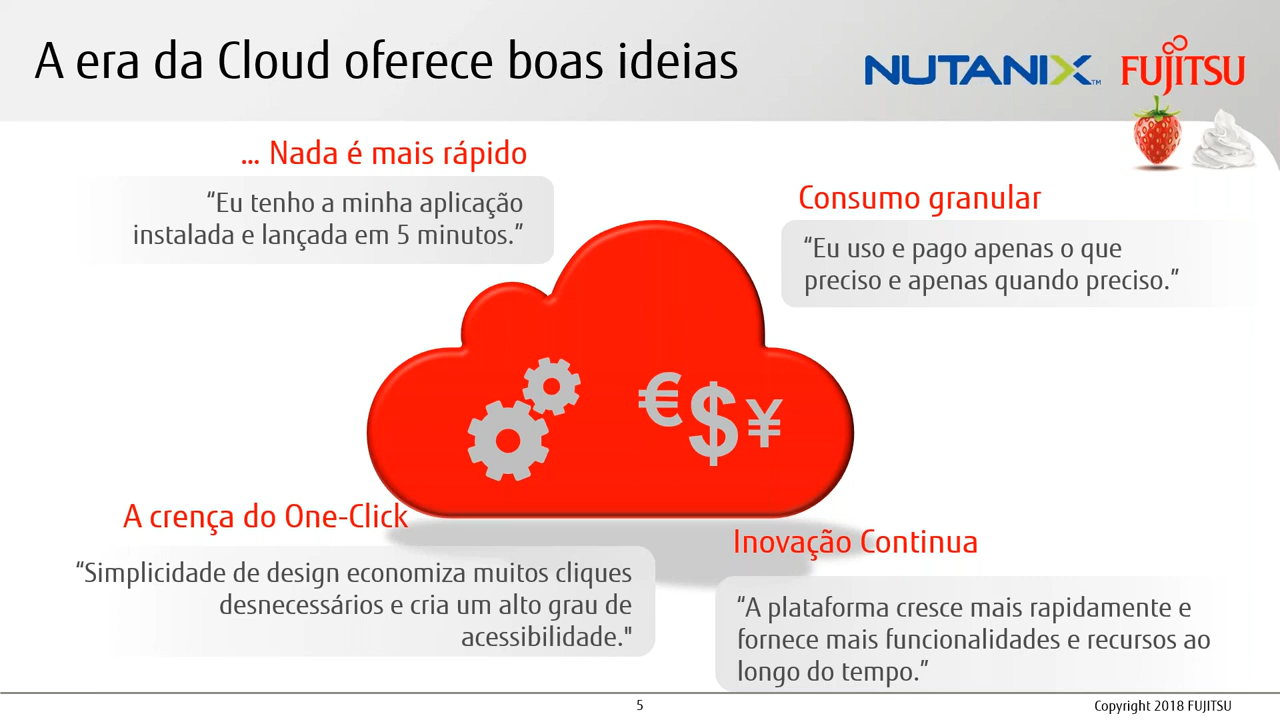 A era da Cloud oferece boas ideias
NUTANIX™
FUJITSU
... Nada é mais rápido
“Eu tenho a minha aplicação
instalada e lançada em 5 minutos.”
Consumo granular
“Eu uso e pago apenas o que
preciso e apenas quando preciso.”
€$¥
A crença do One-Click
“Simplicidade de design economiza muitos cliques
desnecessários e cria um alto grau de
acessibilidade."
Inovação Continua
“A plataforma cresce mais rapidamente e
fornece mais funcionalidades e recursos ao
longo do tempo.”
5
Copyright 2018 FUJITSU